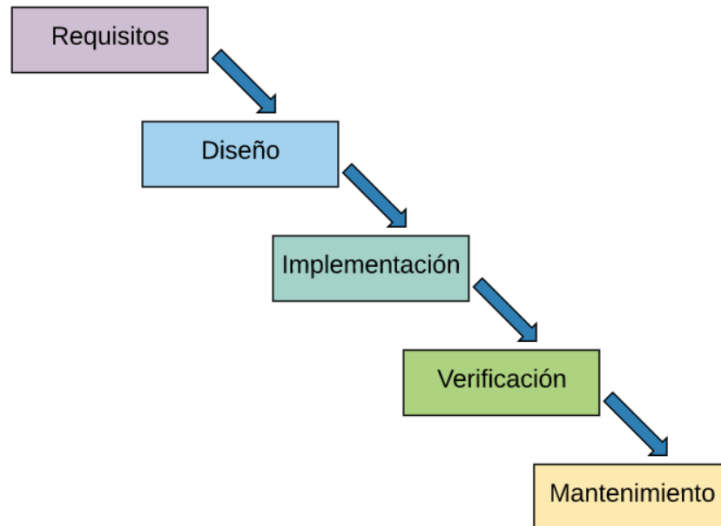 Requisitos
Diseño
Implementación
Verificación
Mantenimiento